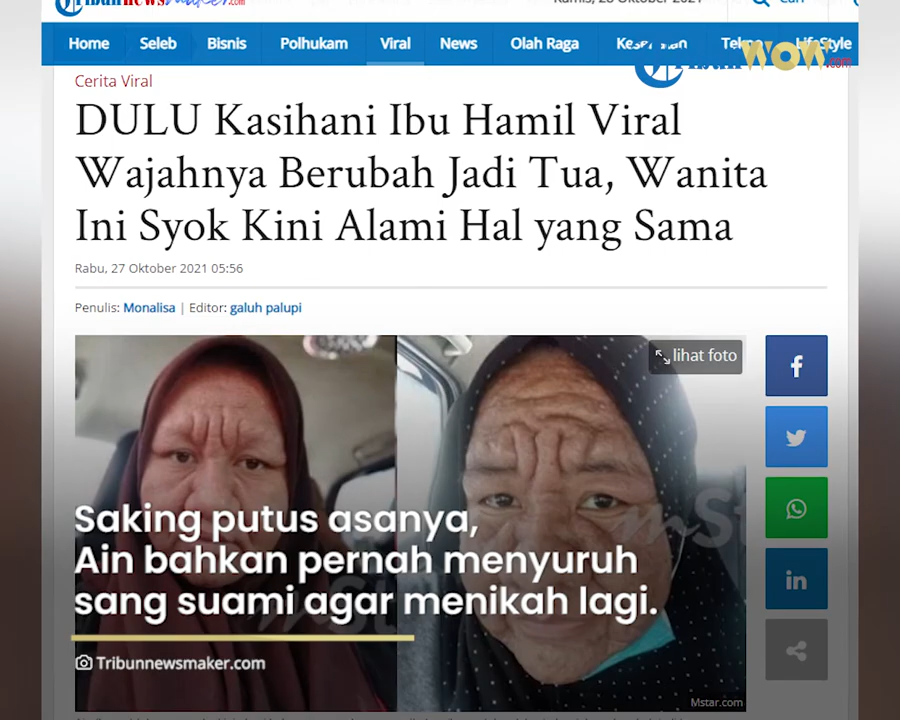 Tribunnewsmaker.com
Kamis, 28 Oktober 2021
Cari
Home Seleb Bisnis Polhukam Viral News Olah Raga LifeStyle
WOW.com
Cerita Viral
DULU Kasihani Ibu Hamil Viral
Wajahnya Berubah Jadi Tua, Wanita
Ini Syok Kini Alami Hal yang Sama
Rabu, 27 Oktober 2021 05:56
Penulis: Monalisa | Editor: galuh palupi
lihat foto
Saking putus asanya,
Ain bahkan pernah menyuruh
sang suami agar menikah lagi.
Tribunnewsmaker.com
Mstar.com